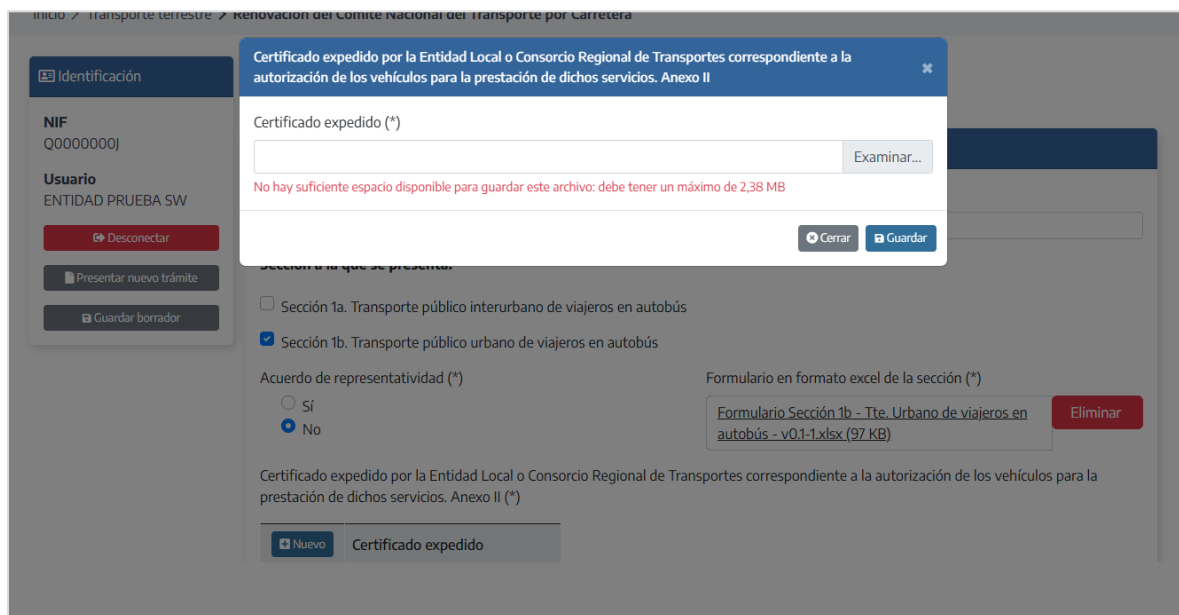 Inicio > Transporte terrestre > Renovación del Comité Nacional del Transporte por Carretera
Identificación
NIF
Q0000000J
Usuario
ENTIDAD PRUEBA SW
Desconectar
Presentar nuevo trámite
Guardar borrador
Certificado expedido por la Entidad Local o Consorcio Regional de Transportes correspondiente a la
autorización de los vehículos para la prestación de dichos servicios. Anexo II
Certificado expedido (*)
Examinar...
No hay suficiente espacio disponible para guardar este archivo: debe tener un máximo de 2,38 MB
Cerrar
Guardar
Sección a la que se presenta:
Sección 1a. Transporte público interurbano de viajeros en autobús
Sección 1b. Transporte público urbano de viajeros en autobús
Acuerdo de representatividad (*)
Sí
No
Formulario en formato excel de la sección (*)
Formulario Sección 1b - Tte. Urbano de viajeros en
autobús - v0.1-1.xlsx (97 KB)
Eliminar
Certificado expedido por la Entidad Local o Consorcio Regional de Transportes correspondiente a la autorización de los vehículos para la
prestación de dichos servicios. Anexo II (*)
Nuevo
Certificado expedido